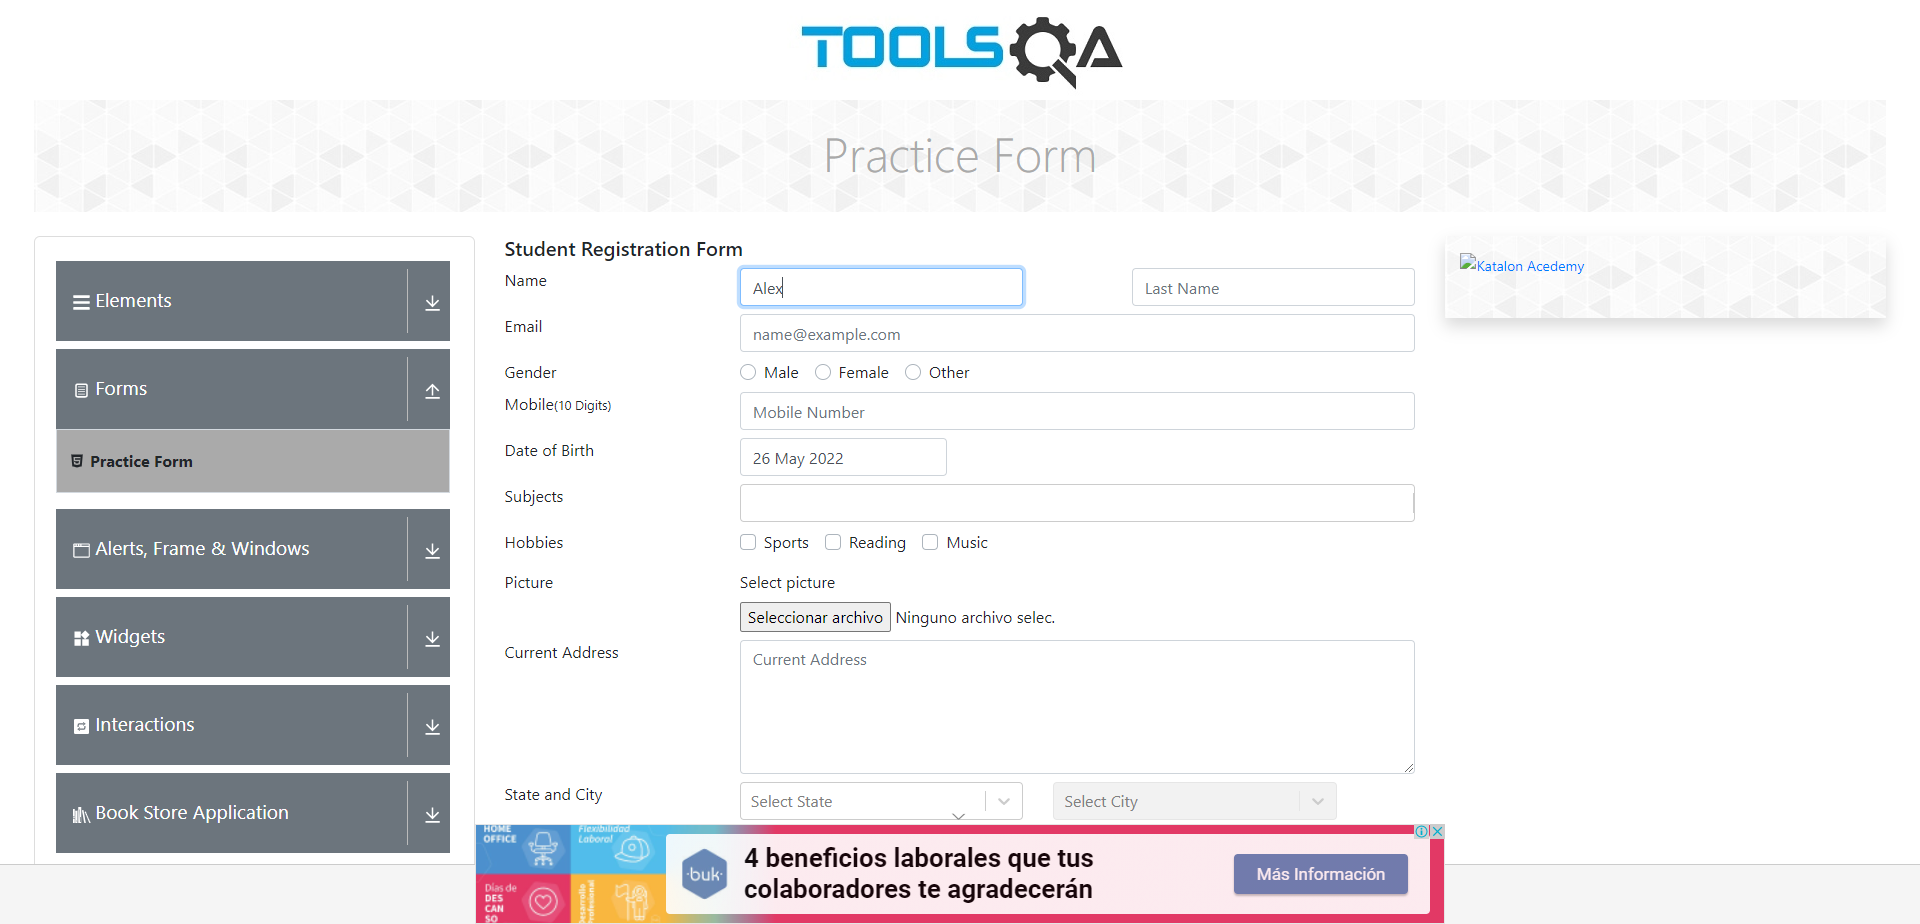 TOOLSQA
Practice Form
Elements
Forms
Practice Form
Alerts, Frame & Windows
Widgets
Interactions
Book Store Application
Student Registration Form
Name
Alex
Last Name
Email
name@example.com
Gender
Male
Female
Other
Mobile(10 Digits)
Mobile Number
Date of Birth
26 May 2022
Subjects
Hobbies
Sports
Reading
Music
Picture
Select picture
Seleccionar archivo
Ninguno archivo selec.
Current Address
Current Address
State and City
Select State
Select City
Katalon Acedemy
HOME
OFFICE
Flexibilidad
Laboral
Días de
DES
CAN
SO
Desarrollo
Profesional
buk
4 beneficios laborales que tus
colaboradores te agradecerán
Más Información